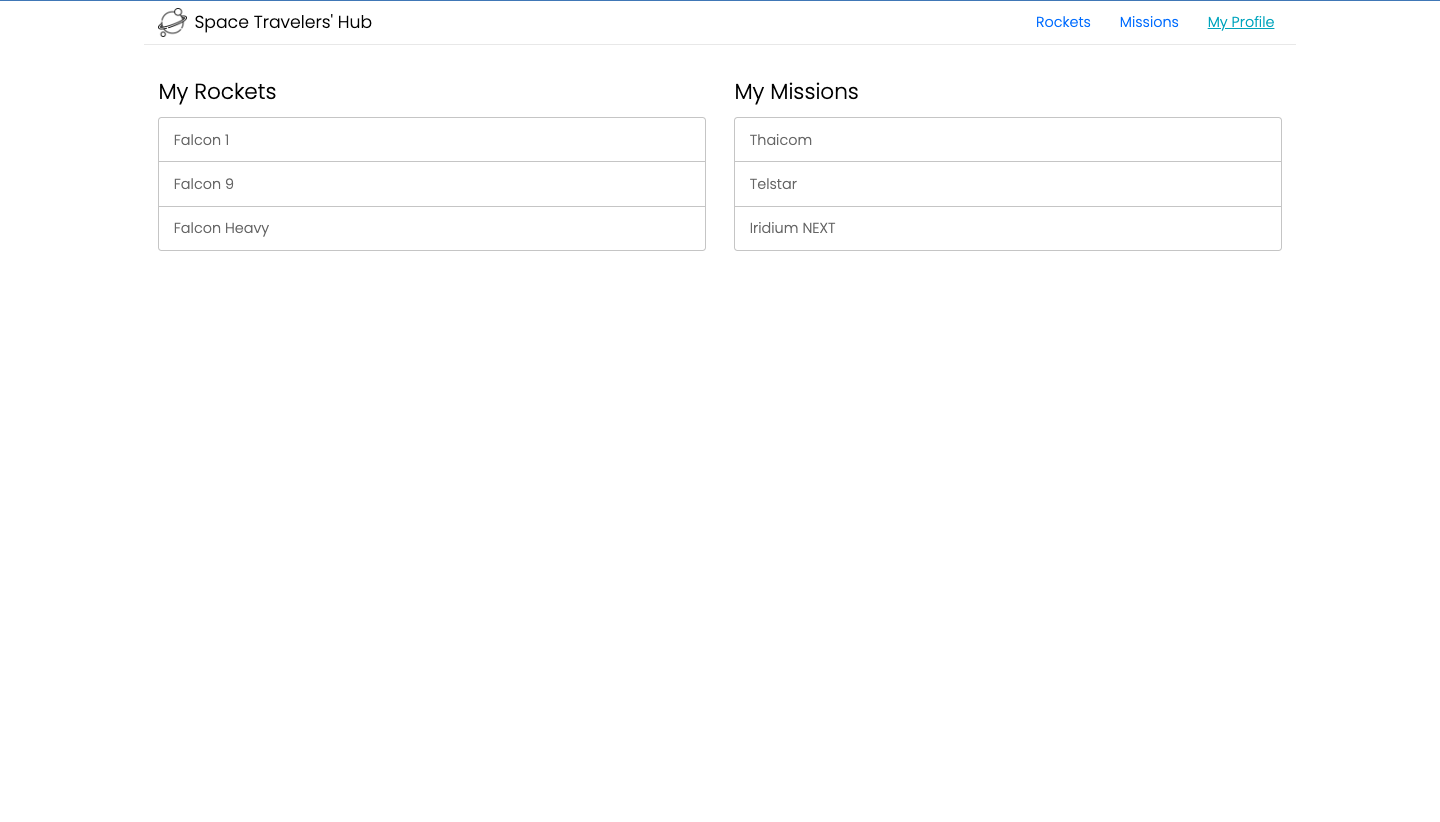 Space Travelers' Hub
Rockets Missions My Profile
My Rockets
Falcon 1
Falcon 9
Falcon Heavy
My Missions
Thaicom
Telstar
Iridium NEXT